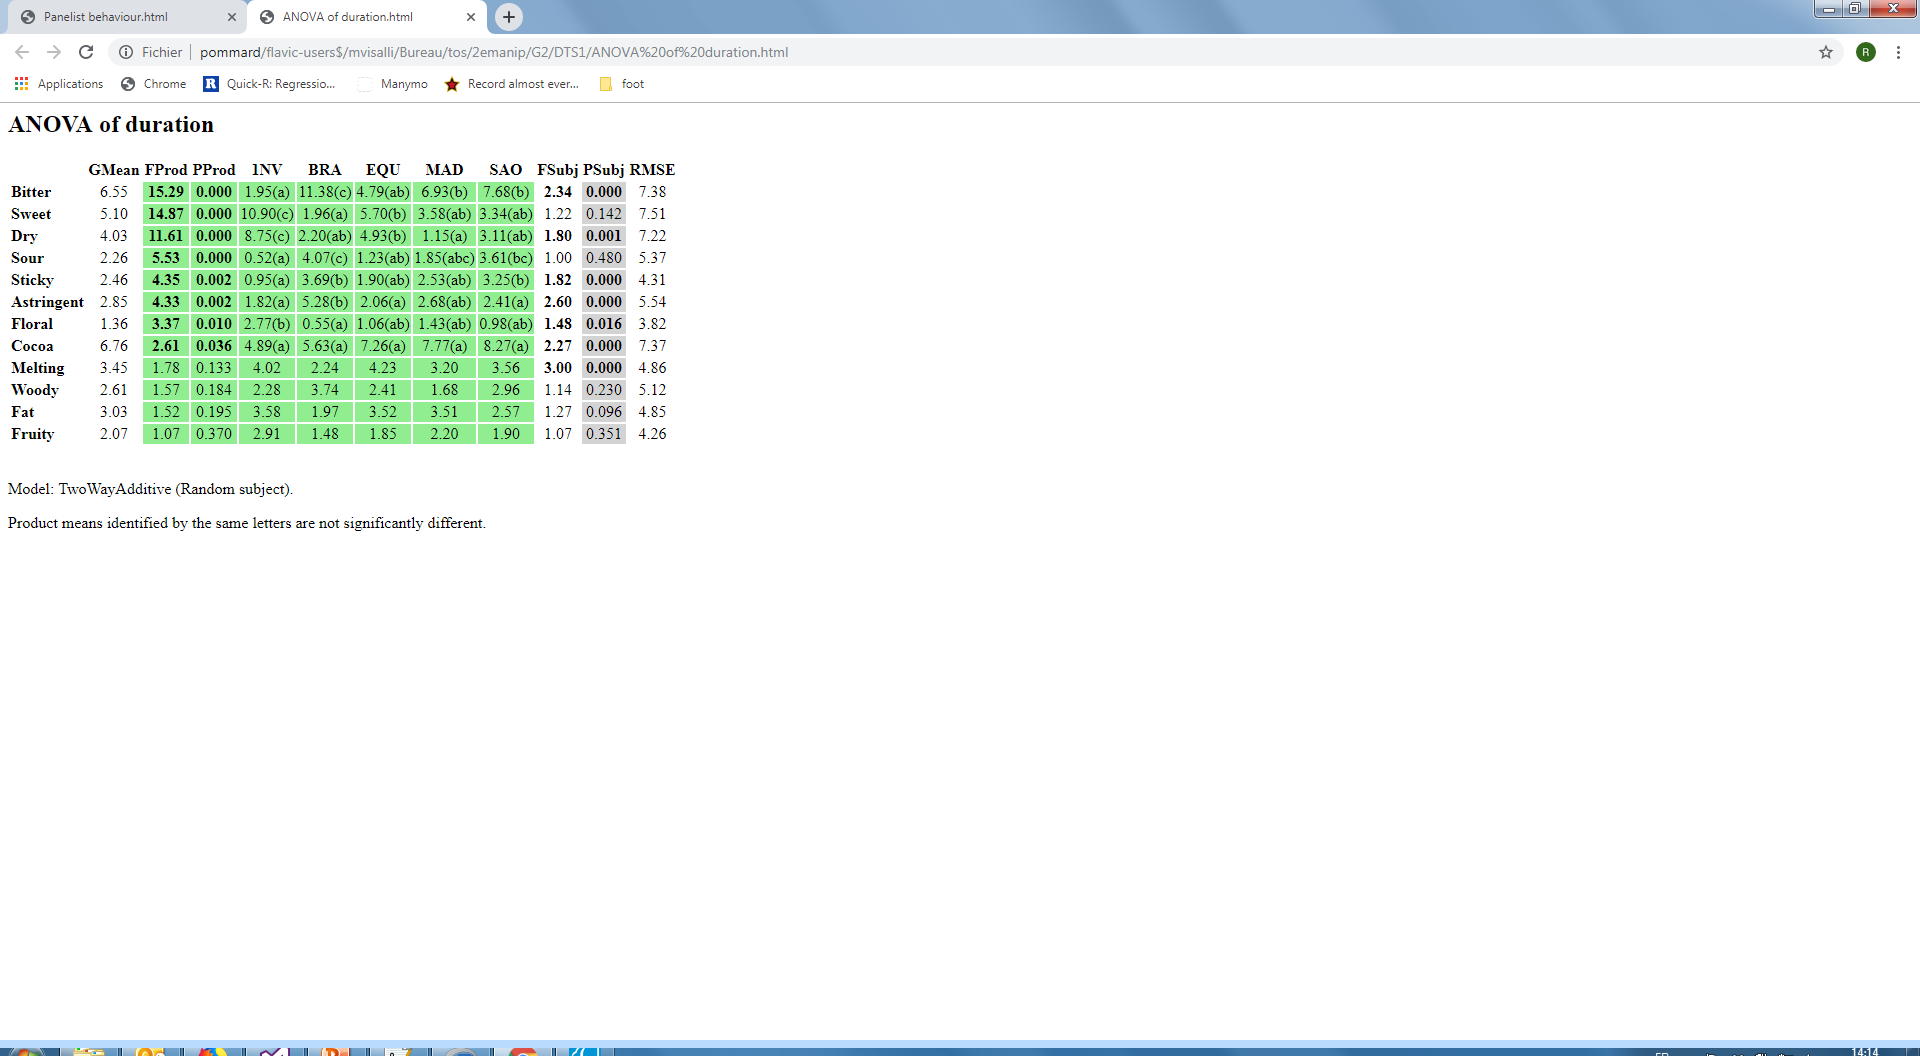 Panelist behaviour.html ANOVA of duration.html
Fichier pommard/flavic-users$/mvisalli/Bureau/tos/2emanip/G2/DTS1/ANOVA%20of%20duration.html R
Applications Chrome R Quick-R: Regressio... Manymo Record almost ever... foot
ANOVA of duration
GMean FProd PProd 1NV BRA EQU MAD SAO FSubj PSubj RMSE
Bitter 6.55 15.29 0.000 1.95(a) 11.38(c) 4.79(ab) 6.93(b) 7.68(b) 2.34 0.000 7.38
Sweet 5.10 14.87 0.000 10.90(c) 1.96(a) 5.70(b) 3.58(ab) 3.34(ab) 1.22 0.142 7.51
Dry 4.03 11.61 0.000 8.75(c) 2.20(ab) 4.93(b) 1.15(a) 3.11(ab) 1.80 0.001 7.22
Sour 2.26 5.53 0.000 0.52(a) 4.07(c) 1.23(ab) 1.85(abc) 3.61(bc) 1.00 0.480 5.37
Sticky 2.46 4.35 0.002 0.95(a) 3.69(b) 1.90(ab) 2.53(ab) 3.25(b) 1.82 0.000 4.31
Astringent 2.85 4.33 0.002 1.82(a) 5.28(b) 2.06(a) 2.68(ab) 2.41(a) 2.60 0.000 5.54
Floral 1.36 3.37 0.010 2.77(b) 0.55(a) 1.06(ab) 1.43(ab) 0.98(ab) 1.48 0.016 3.82
Cocoa 6.76 2.61 0.036 4.89(a) 5.63(a) 7.26(a) 7.77(a) 8.27(a) 2.27 0.000 7.37
Melting 3.45 1.78 0.133 4.02 2.24 4.23 3.20 3.56 3.00 0.000 4.86
Woody 2.61 1.57 0.184 2.28 3.74 2.41 1.68 2.96 1.14 0.230 5.12
Fat 3.03 1.52 0.195 3.58 1.97 3.52 3.51 2.57 1.27 0.096 4.85
Fruity 2.07 1.07 0.370 2.91 1.48 1.85 2.20 1.90 1.07 0.351 4.26
Model: TwoWayAdditive (Random subject).
Product means identified by the same letters are not significantly different.
14:14